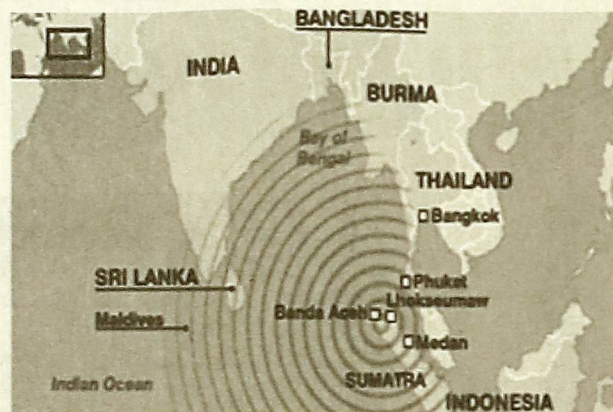 BANGLADESH
INDIA
BURMA
Bay of
Bengal
THAILAND
Bangkok
SRI LANKA
Phuket
Lhokseumaw
Banda Aceh
Maldives
Medan
SUMATRA
Indian Ocean
INDONESIA